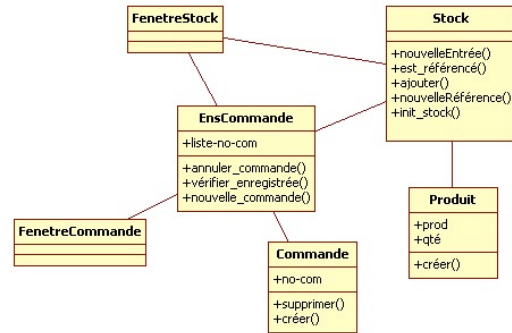 FenetreStock
Stock
+nouvelleEntrée()
+est_référencé()
+ajouter()
+nouvelleRéférence()
+init_stock()
EnsCommande
+liste-no-com
+annuler_commande()
+vérifier_enregistrée()
+nouvelle_commande()
Produit
+prod
+qté
+créer()
FenetreCommande
Commande
+no-com
+supprimer()
+créer()